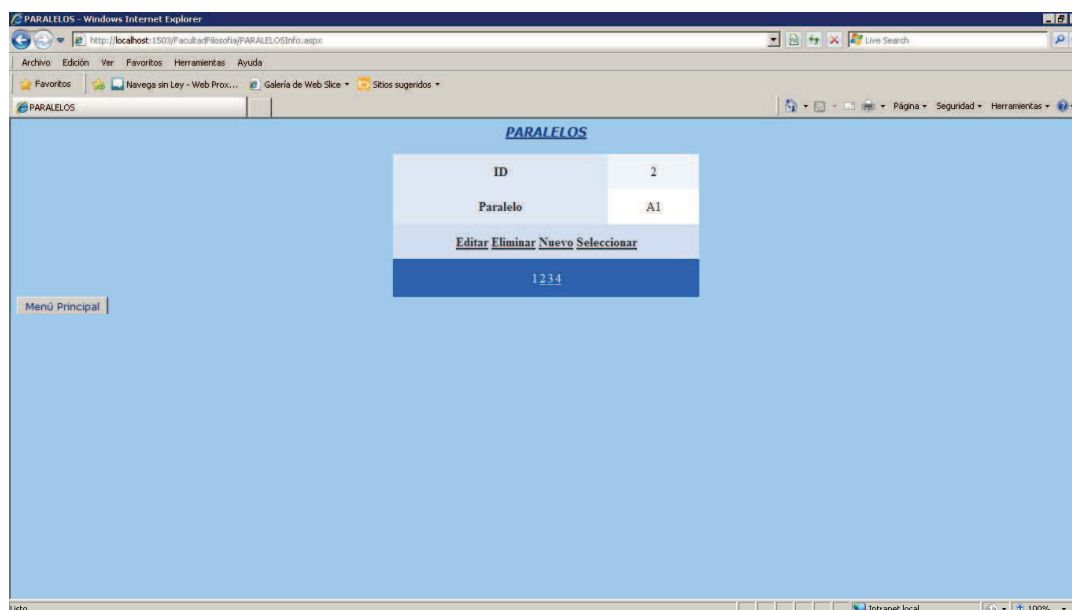 PARALELOS - Windows Internet Explorer
http://localhost:1503/FacultadFilosofia/PARALELOSInfo.aspx
Live Search
Archivo Edición Ver Favoritos Herramientas Ayuda
Favoritos Navega sin Ley - Web Prox... Galería de Web Slice Sitios sugeridos
PARALELOS
Página Seguridad Herramientas
PARALELOS
ID 2
Paralelo A1
Editar Eliminar Nuevo Seleccionar
1234
Menú Principal
Listo
Intranet local
100%